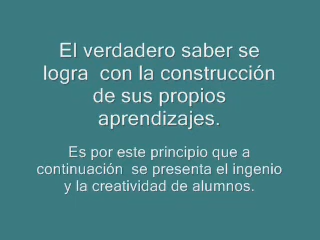 El verdadero saber se
logra  con la construcción
de sus propios
aprendizajes.
Es por este principio que a
continuación  se presenta el ingenio
y la creatividad de alumnos.